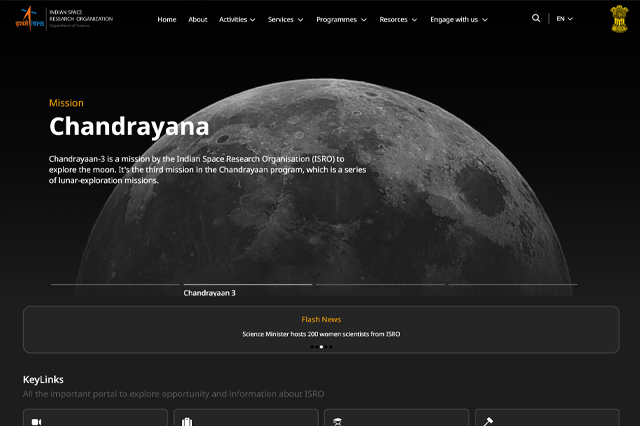 INDIAN SPACE
RESEARCH ORGANIZATION
Department of Science
इसरो isro
Home
About
Activities
Services
Programmes
Resorces
Engage with us
EN
Mission
Chandrayana
Chandrayaan-3 is a mission by the Indian Space Research Organisation (ISRO) to
explore the moon. It's the third mission in the Chandrayaan program, which is a series
of lunar-exploration missions.
Chandrayaan 3
Flash News
Science Minister hosts 200 women scientists from ISRO
KeyLinks
All the important portal to explore opportunity and information about ISRO